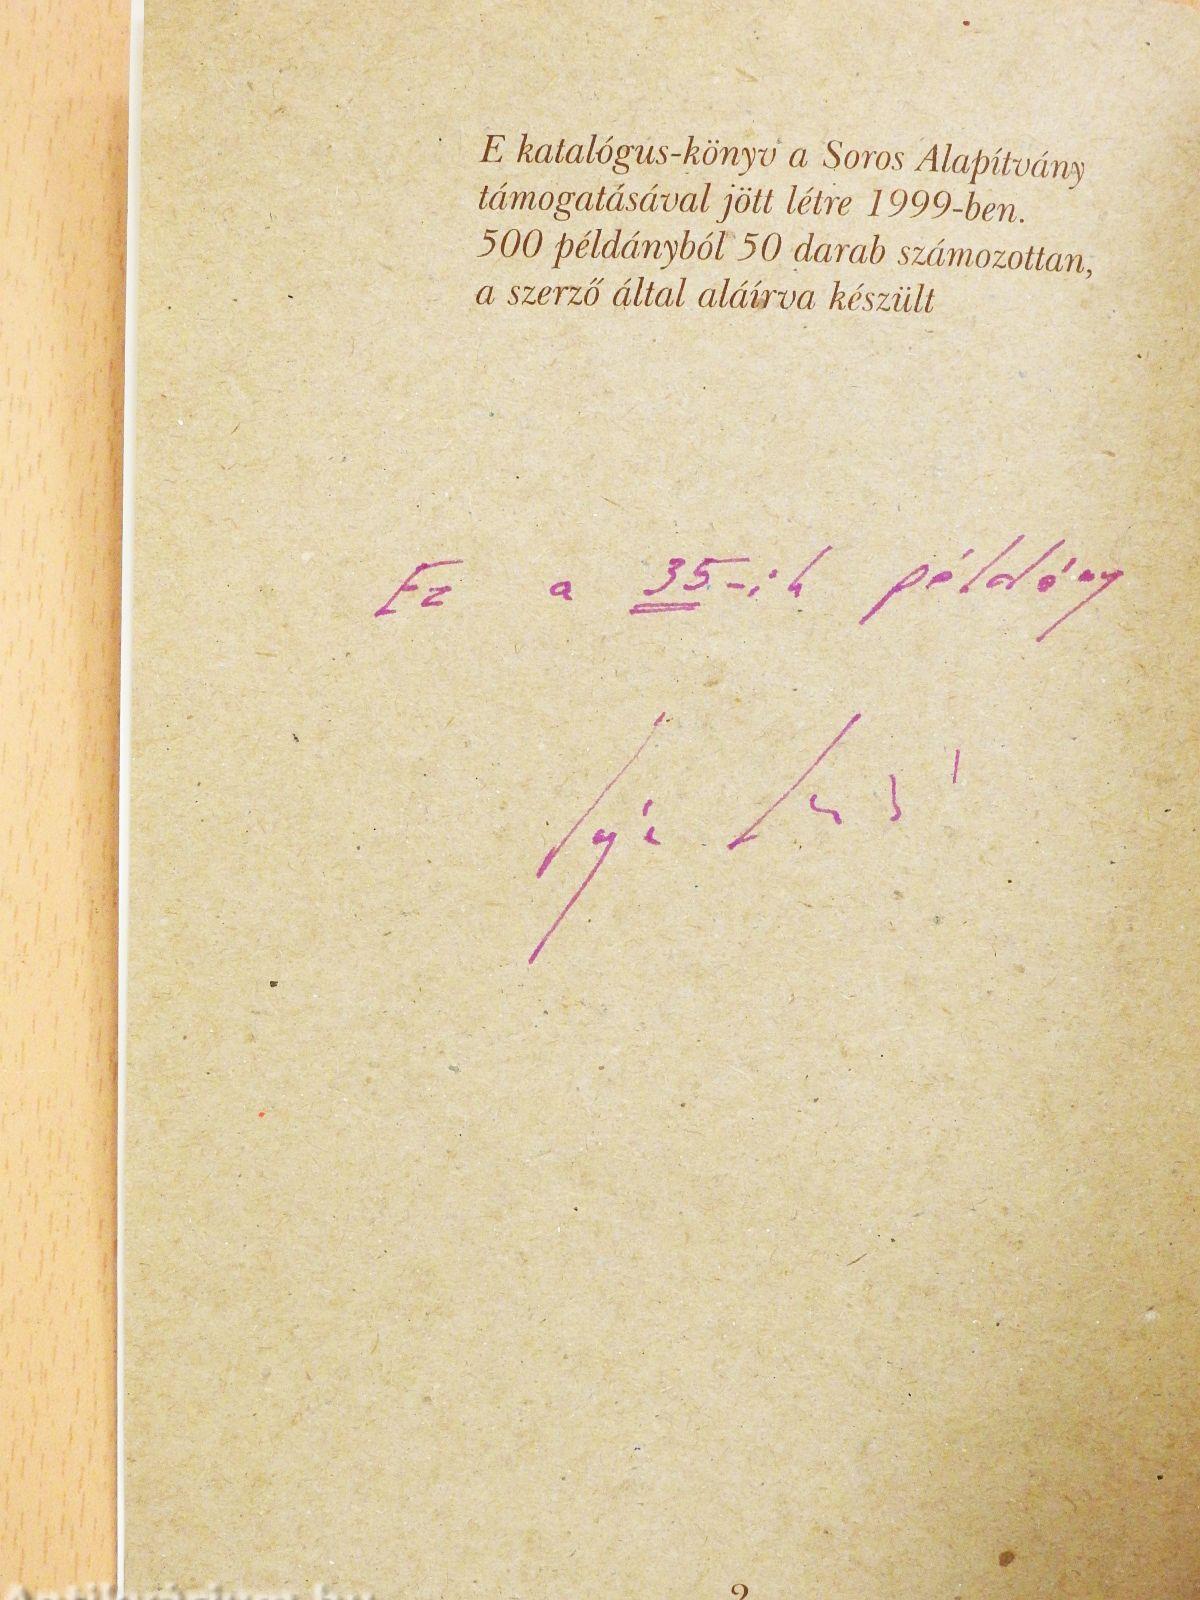 E katalógus-könyv a Soros Alapítvány
támogatásával jött létre 1999-ben.
500 példányból 50 darab számozottan,
a szerző által aláírva készült
Ez a 35-ik példány
2